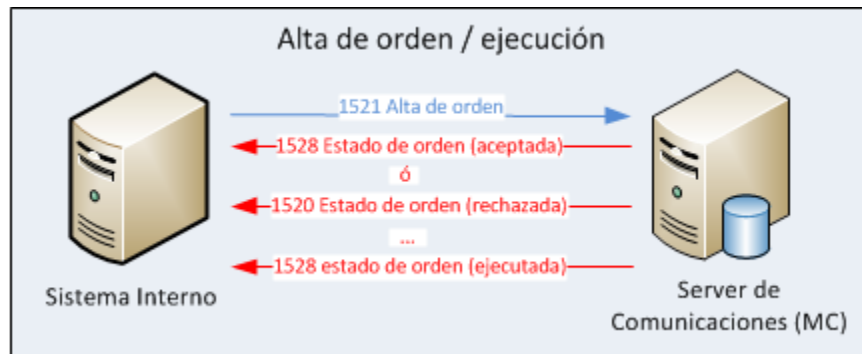 Alta de orden / ejecución
1521 Alta de orden
1528 Estado de orden (aceptada)
ó
1520 Estado de orden (rechazada)
...
1528 estado de orden (ejecutada)
Sistema Interno
Server de
Comunicaciones (MC)